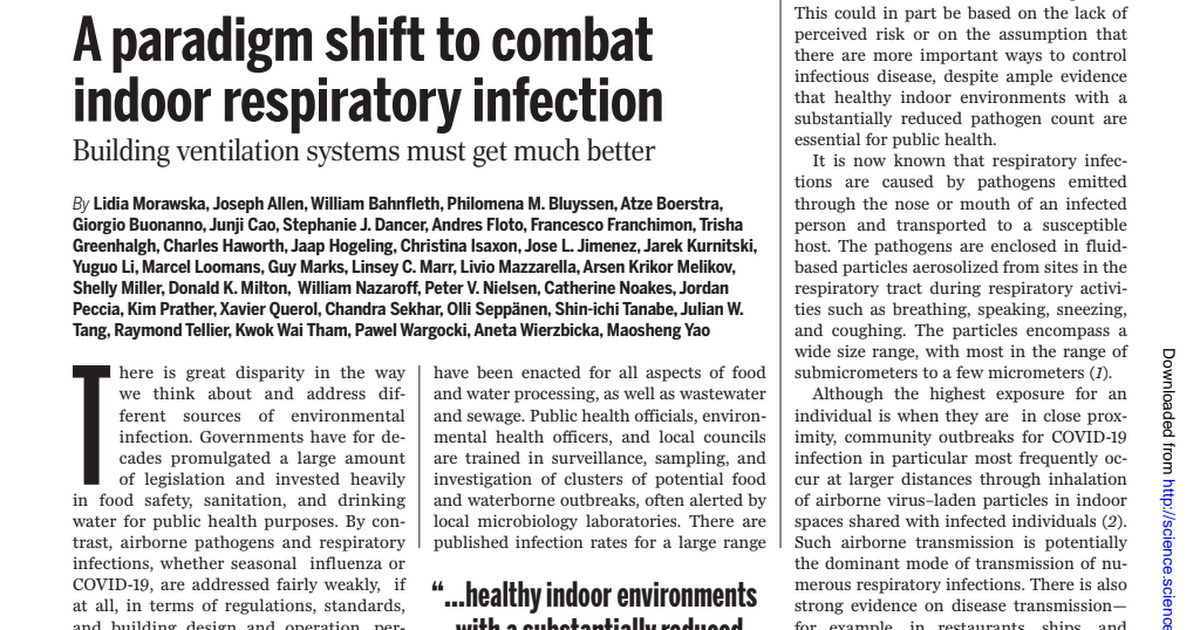 A paradigm shift to combat
indoor respiratory infection
Building ventilation systems must get much better
By Lidia Morawska, Joseph Allen, William Bahnfleth, Philomena M. Bluyssen, Atze Boerstra,
Giorgio Buonanno, Junji Cao, Stephanie J. Dancer, Andres Floto, Francesco Franchimon, Trisha
Greenhalgh, Charles Haworth, Jaap Hogeling, Christina Isaxon, Jose L. Jimenez, Jarek Kurnitski,
Yuguo Li, Marcel Loomans, Guy Marks, Linsey C. Marr, Livio Mazzarella, Arsen Krikor Melikov,
Shelly Miller, Donald K. Milton, William Nazaroff, Peter V. Nielsen, Catherine Noakes, Jordan
Peccia, Kim Prather, Xavier Querol, Chandra Sekhar, Olli Seppänen, Shin-ichi Tanabe, Julian W.
Tang, Raymond Tellier, Kwok Wai Tham, Pawel Wargocki, Aneta Wierzbicka, Maosheng Yao
There is great disparity in the way
we think about and address dif-
ferent sources of environmental
infection. Governments have for de-
cades promulgated a large amount
of legislation and invested heavily
in food safety, sanitation, and drinking
water for public health purposes. By con-
trast, airborne pathogens and respiratory
infections, whether seasonal influenza or
COVID-19, are addressed fairly weakly, if
at all, in terms of regulations, standards,
and building design and operation, per-
have been enacted for all aspects of food
and water processing, as well as wastewater
and sewage. Public health officials, environ-
mental health officers, and local councils
are trained in surveillance, sampling, and
investigation of clusters of potential food
and waterborne outbreaks, often alerted by
local microbiology laboratories. There are
published infection rates for a large range
“...healthy indoor environments
with a substantially reduced
This could in part be based on the lack of
perceived risk or on the assumption that
there are more important ways to control
infectious disease, despite ample evidence
that healthy indoor environments with a
substantially reduced pathogen count are
essential for public health.
It is now known that respiratory infec-
tions are caused by pathogens emitted
through the nose or mouth of an infected
person and transported to a susceptible
host. The pathogens are enclosed in fluid-
based particles aerosolized from sites in the
respiratory tract during respiratory activi-
ties such as breathing, speaking, sneezing,
and coughing. The particles encompass a
wide size range, with most in the range of
submicrometers to a few micrometers (1).
Although the highest exposure for an
individual is when they are in close prox-
imity, community outbreaks for COVID-19
infection in particular most frequently oc-
cur at larger distances through inhalation
of airborne virus–laden particles in indoor
spaces shared with infected individuals (2).
Such airborne transmission is potentially
the dominant mode of transmission of nu-
merous respiratory infections. There is also
strong evidence on disease transmission—
for example, in restaurants, ships, and
Downloaded from http://science.science